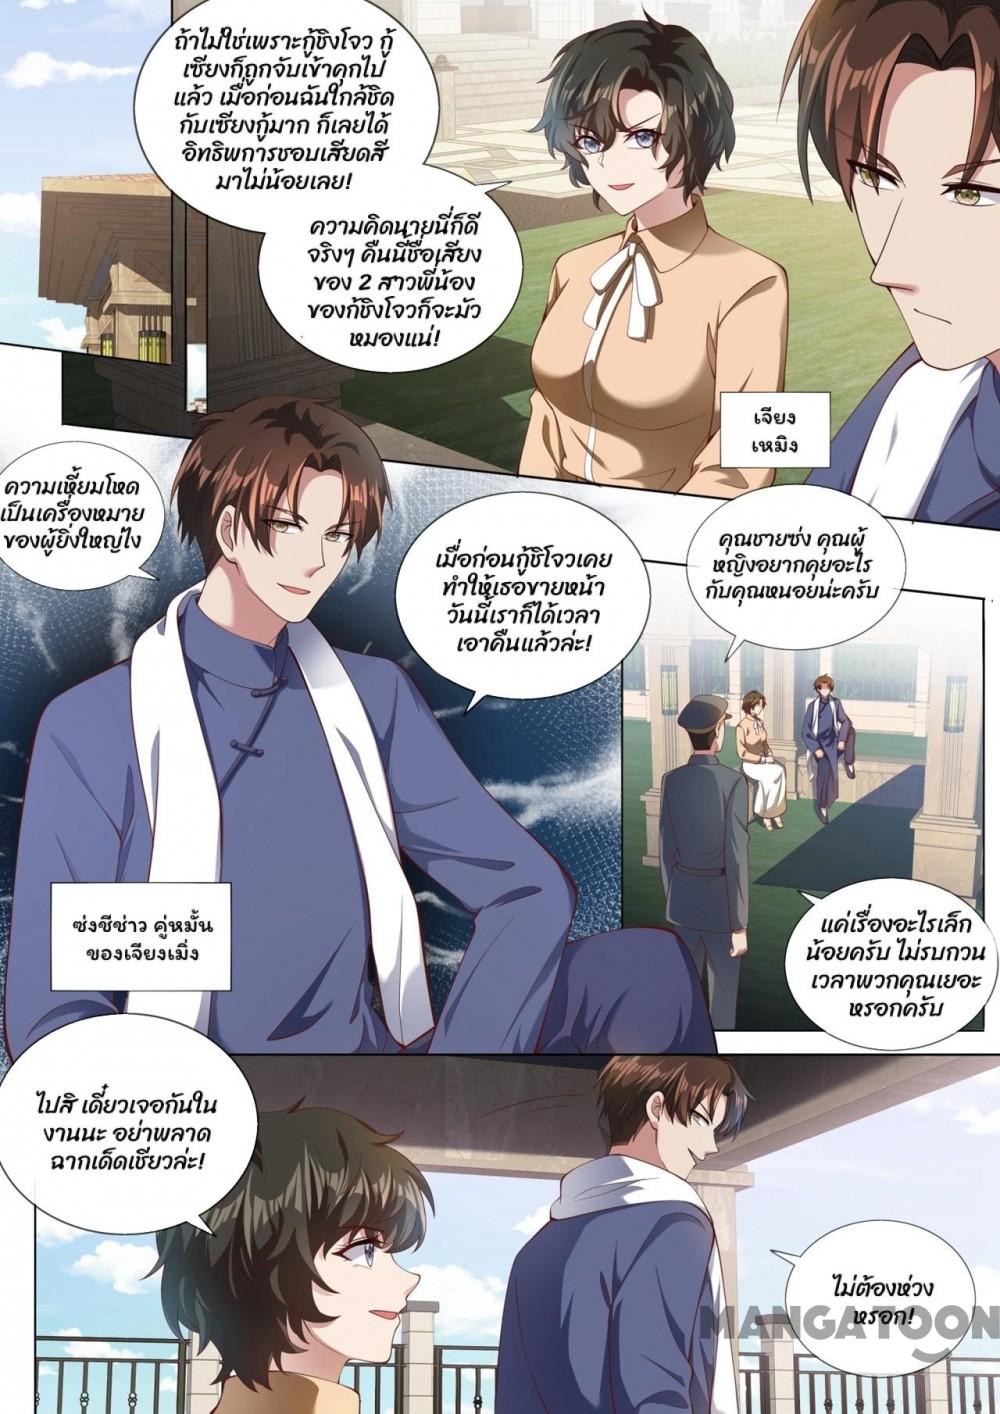 ถ้าไม่ใช่เพราะกู้ชิงโจว กู้
เซียงก็ถูกจับเข้าคุกไป
แล้ว เมื่อก่อนฉันใกล้ชิด
กับเซียงกู้มาก ก็เลยได้
อิทธิพการชอบเสียดสี
มาไม่น้อยเลย!
ความคิดนายนี่ก็ดี
จริงๆ คืนนี้ชื่อเสียง
ของ 2 สาวพี่น้อง
ของกู้ชิงโจวก็จะมัว
หมองแน่!
เจียง
เหมิง
ความเหี้ยมโหด
เป็นเครื่องหมาย
ของผู้ยิ่งใหญ่ไง
เมื่อก่อนกู้ชิโจวเคย
ทำให้เธอขายหน้า
วันนี้เราก็ได้เวลา
เอาคืนแล้วล่ะ!
คุณชายซ่ง คุณผู้
หญิงอยากคุยอะไร
กับคุณหนอยน่ะครับ
ซ่งชีช่าว คู่หมั้น
ของเจียงเมิ่ง
แค่เรื่องอะไรเล็ก
น้อยครับ ไม่รบกวน
เวลาพวกคุณเยอะ
หรอกครับ
ไปสิ เดี๋ยวเจอกันใน
งานนะ อย่าพลาด
ฉากเด็ดเชียวล่ะ!
ไม่ต้องห่วง
หรอก!
MANGATOON